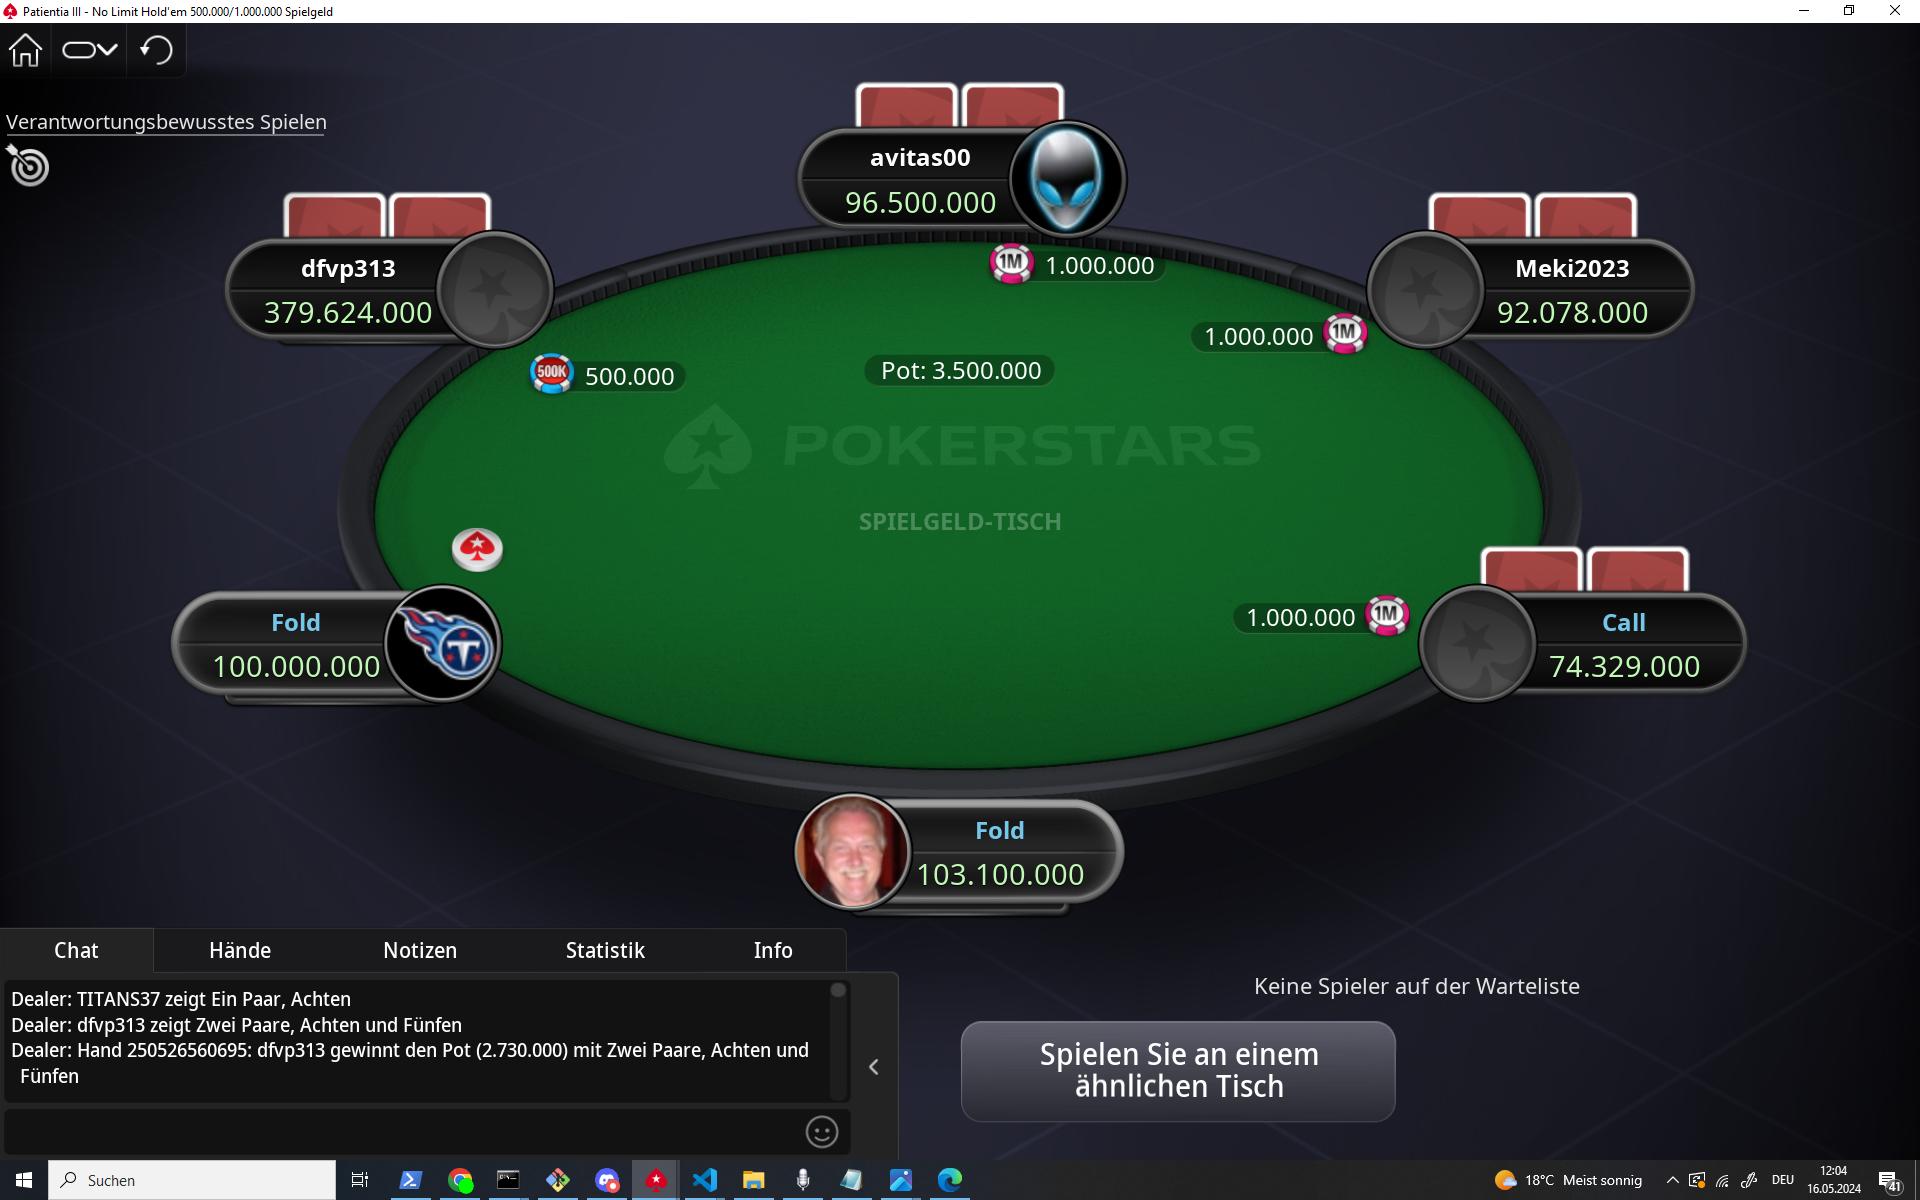 Patientia III - No Limit Hold'em 500.000/1.000.000 Spielgeld
Verantwortungsbewusstes Spielen
avitas00
96.500.000
dfvp313
379.624.000
Meki2023
92.078.000
1M 1.000.000
1.000.000 1M
500K 500.000
Pot: 3.500.000
POKERSTARS
SPIELGELD-TISCH
Fold
100.000.000
T
1.000.000 1M
Call
74.329.000
Fold
103.100.000
Chat Hände Notizen Statistik Info
Dealer: TITANS37 zeigt Ein Paar, Achten
Dealer: dfvp313 zeigt Zwei Paare, Achten und Fünfen
Dealer: Hand 250526560695: dfvp313 gewinnt den Pot (2.730.000) mit Zwei Paare, Achten und
Fünfen
Keine Spieler auf der Warteliste
Spielen Sie an einem
ähnlichen Tisch
Suchen
18°C Meist sonnig
DEU
12:04
16.05.2024
41